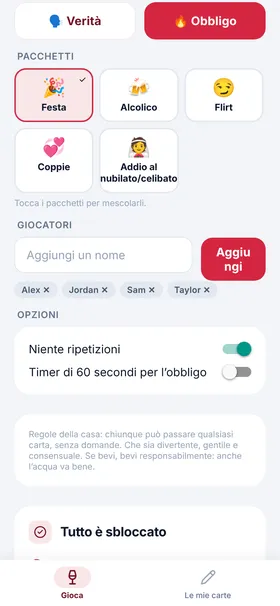 Verità
Obbligo
PACCHETTI
Festa
Alcolico
Flirt
Coppie
Addio al
nubilato/celibato
Tocca i pacchetti per mescolarli.
GIOCATORI
Aggiungi un nome
Aggiu
ngi
Alex ✕
Jordan ✕
Sam ✕
Taylor ✕
OPZIONI
Niente ripetizioni
Timer di 60 secondi per l’obbligo
Regole della casa: chiunque può passare qualsiasi
carta, senza domande. Che sia divertente, gentile e
consensuale. Se bevi, bevi responsabilmente: anche
l’acqua va bene.
Tutto è sbloccato
Gioca
Le mie carte